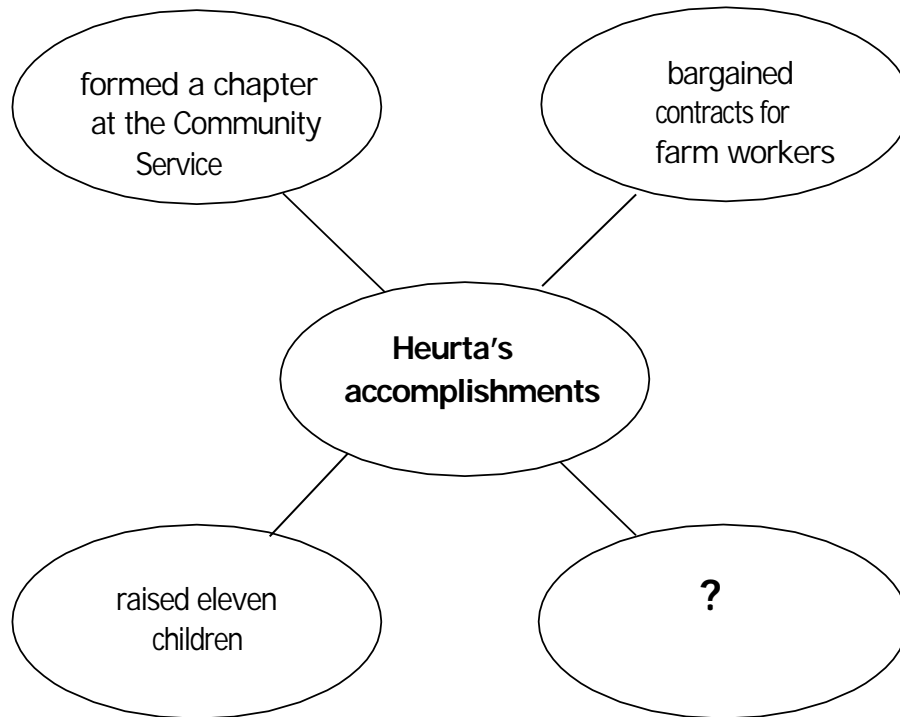 formed a chapter
at the Community
Service
bargained
contracts for
farm workers
Heurta's
accomplishments
raised eleven
children
?